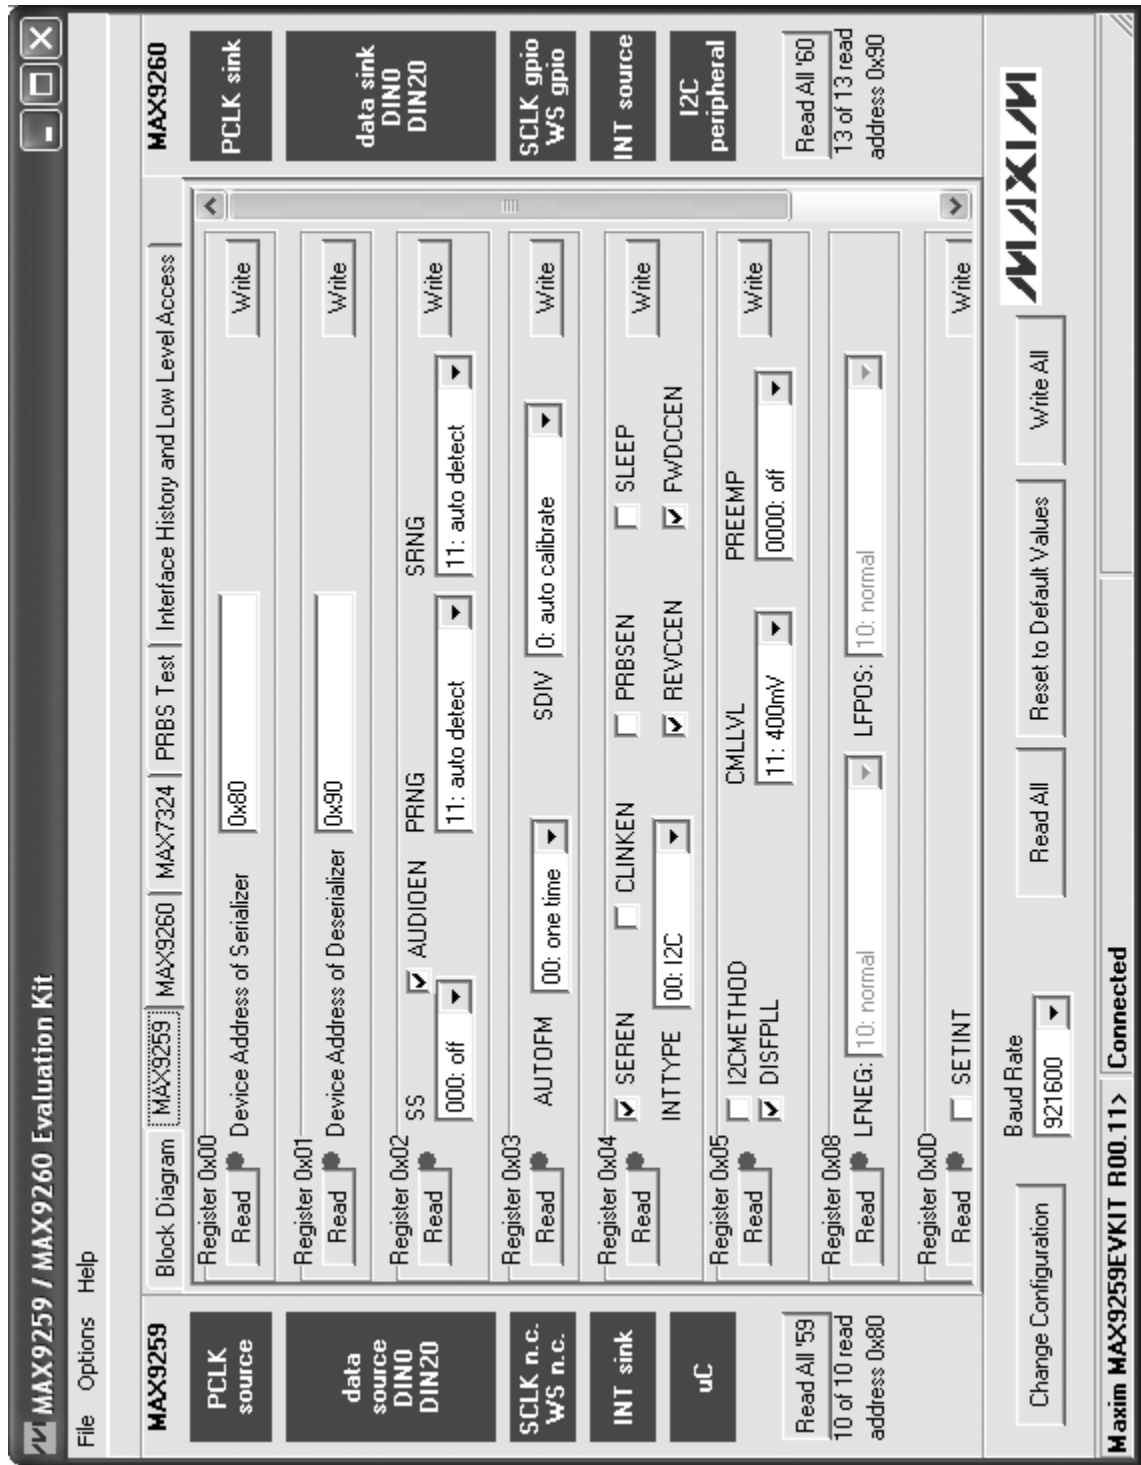 MAX9259 / MAX9260 Evaluation Kit
File Options Help
MAX9259
PCLK
source
data
source
DIN0
DIN20
SCLK n.c.
WS n.c.
INT sink
uC
Read All '59
10 of 10 read
address 0x80
Block Diagram MAX9259 MAX9260 MAX7324 PRBS Test Interface History and Low Level Access
Register 0x00
Read Device Address of Serializer 0x80 Write
Register 0x01
Read Device Address of Deserializer 0x90 Write
Register 0x02
SS AUDIOEN PRNG SRNG
Read 000: off 11: auto detect 11: auto detect Write
Register 0x03
Read AUTOFM 00: one time SDIV 0: auto calibrate Write
Register 0x04
Read SEREN CLINKEN PRBSEN SLEEP Write
INTTYPE 00: I2C REVCCEN FWDCCEN
Register 0x05
Read I2CMETHOD CMLLVL PREEMP Write
DISFPLL 11: 400mV 0000: off
Register 0x08
Read LFNEG: 10: normal LFPOS: 10: normal
Register 0x0D
Read SETINT Write
MAX9260
PCLK sink
data sink
DIN0
DIN20
SCLK gpio
WS gpio
INT source
I2C
peripheral
Read All '60
13 of 13 read
address 0x90
Change Configuration
Baud Rate
921600
Read All
Reset to Default Values
Write All
MAXIM
Maxim MAX9259EVKIT R00.11> Connected